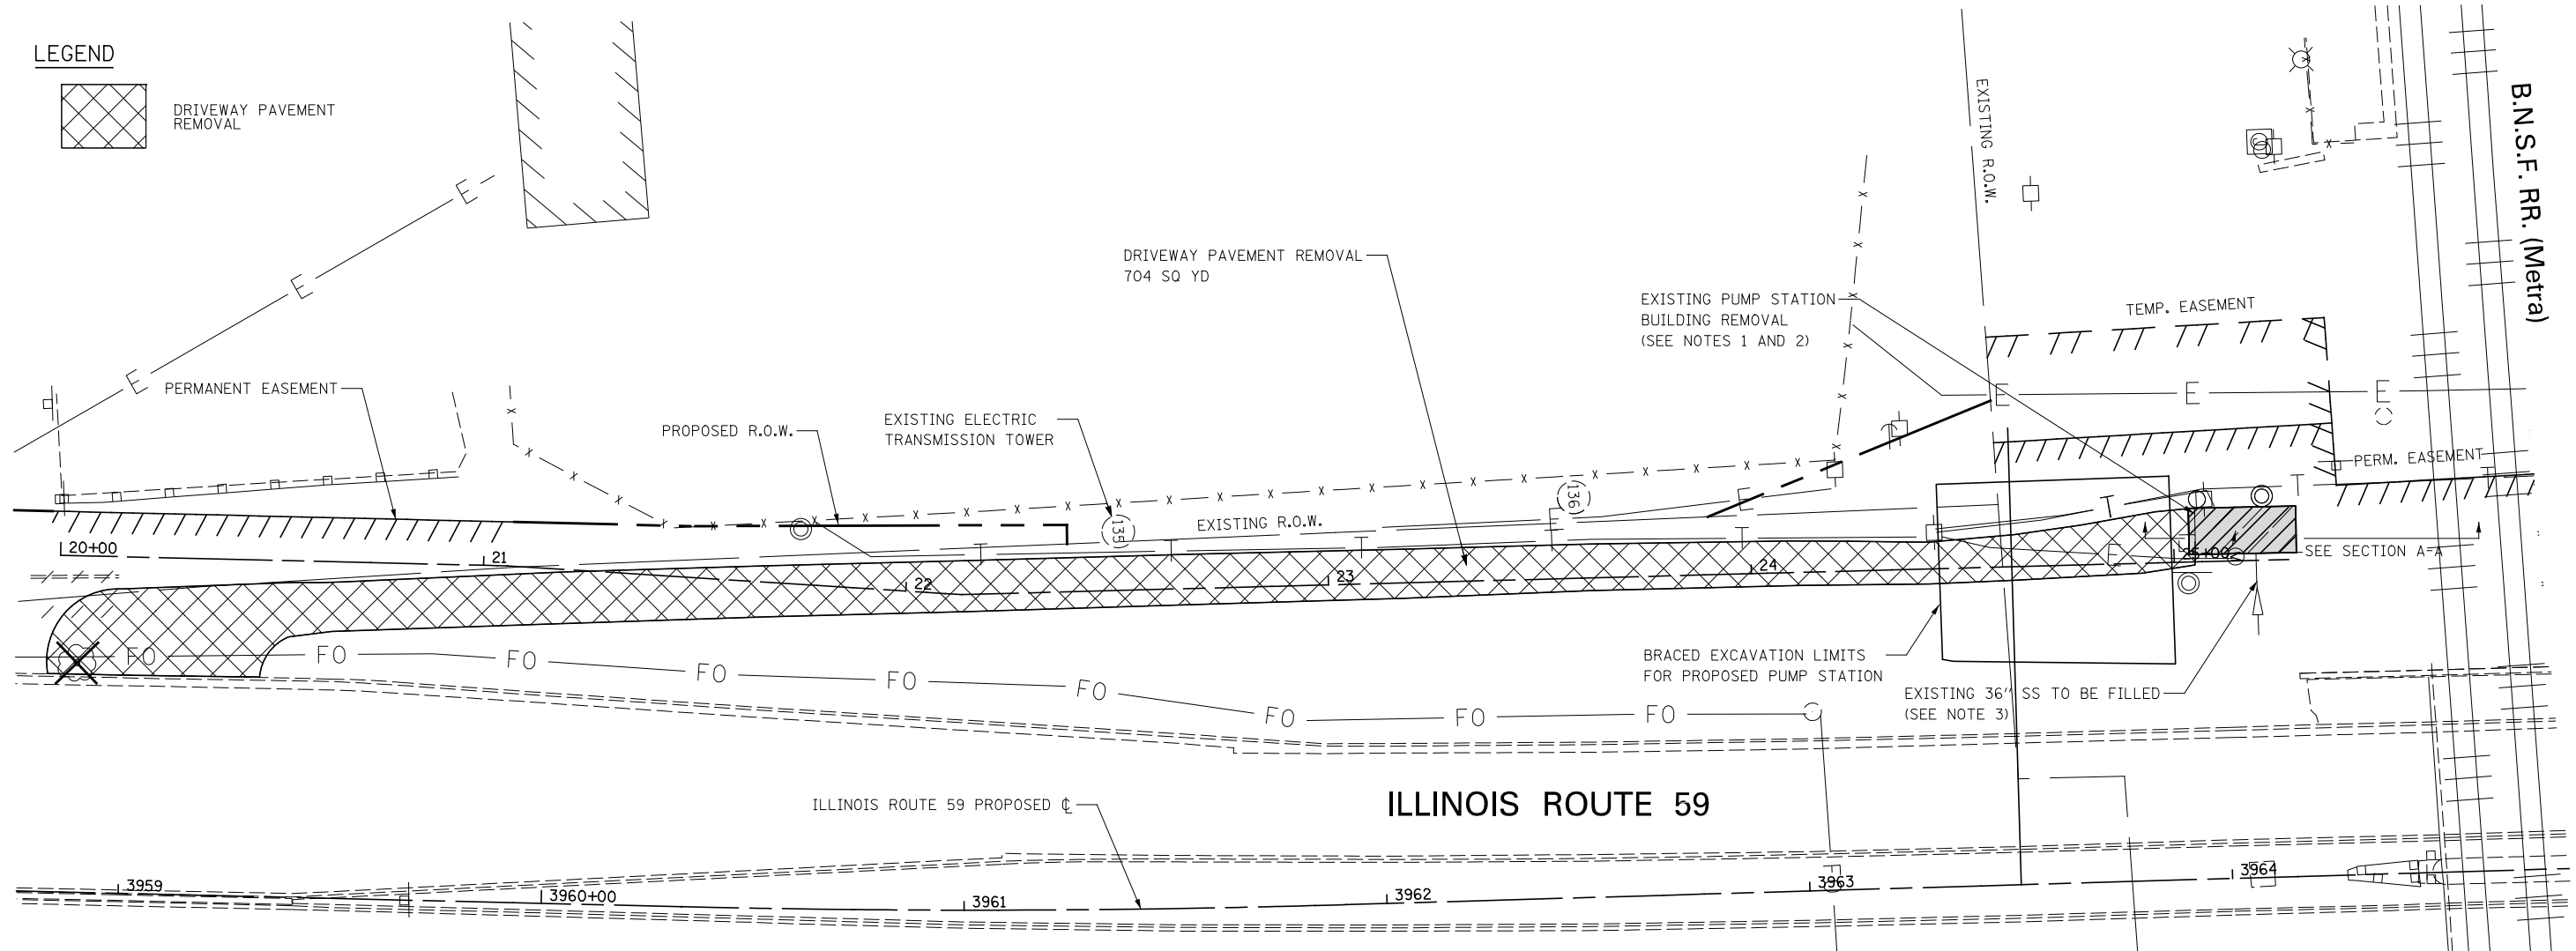 LEGEND
DRIVEWAY PAVEMENT
REMOVAL
EXISTING R.O.W.
B.N.S.F. RR. (Metra)
DRIVEWAY PAVEMENT REMOVAL
704 SQ YD
EXISTING PUMP STATION
BUILDING REMOVAL
(SEE NOTES 1 AND 2)
TEMP. EASEMENT
E
E
E
PERMANENT EASEMENT
PROPOSED R.O.W.
EXISTING ELECTRIC
TRANSMISSION TOWER
E
E
E
PERM. EASEMENT
135
136
EXISTING R.O.W.
E
E
T
T
T
T
T
T
T
T
20+00
21
22
23
24
E
25+00
SEE SECTION A-A
FO
FO
FO
FO
FO
FO
FO
FO
FO
BRACED EXCAVATION LIMITS
FOR PROPOSED PUMP STATION
EXISTING 36" SS TO BE FILLED
(SEE NOTE 3)
ILLINOIS ROUTE 59 PROPOSED ℄
ILLINOIS ROUTE 59
3959
3960+00
3961
3962
3963
3964